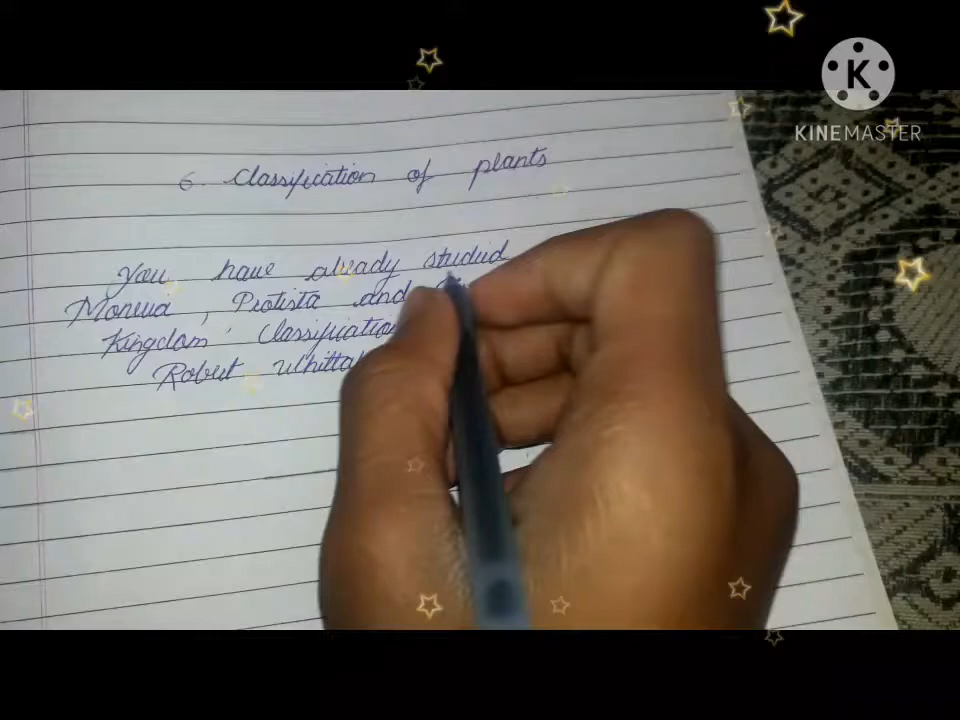 KINEMASTER
6. Classification of plants
You have already studied
Monera, Protista and
Kingdom Classification
Robert